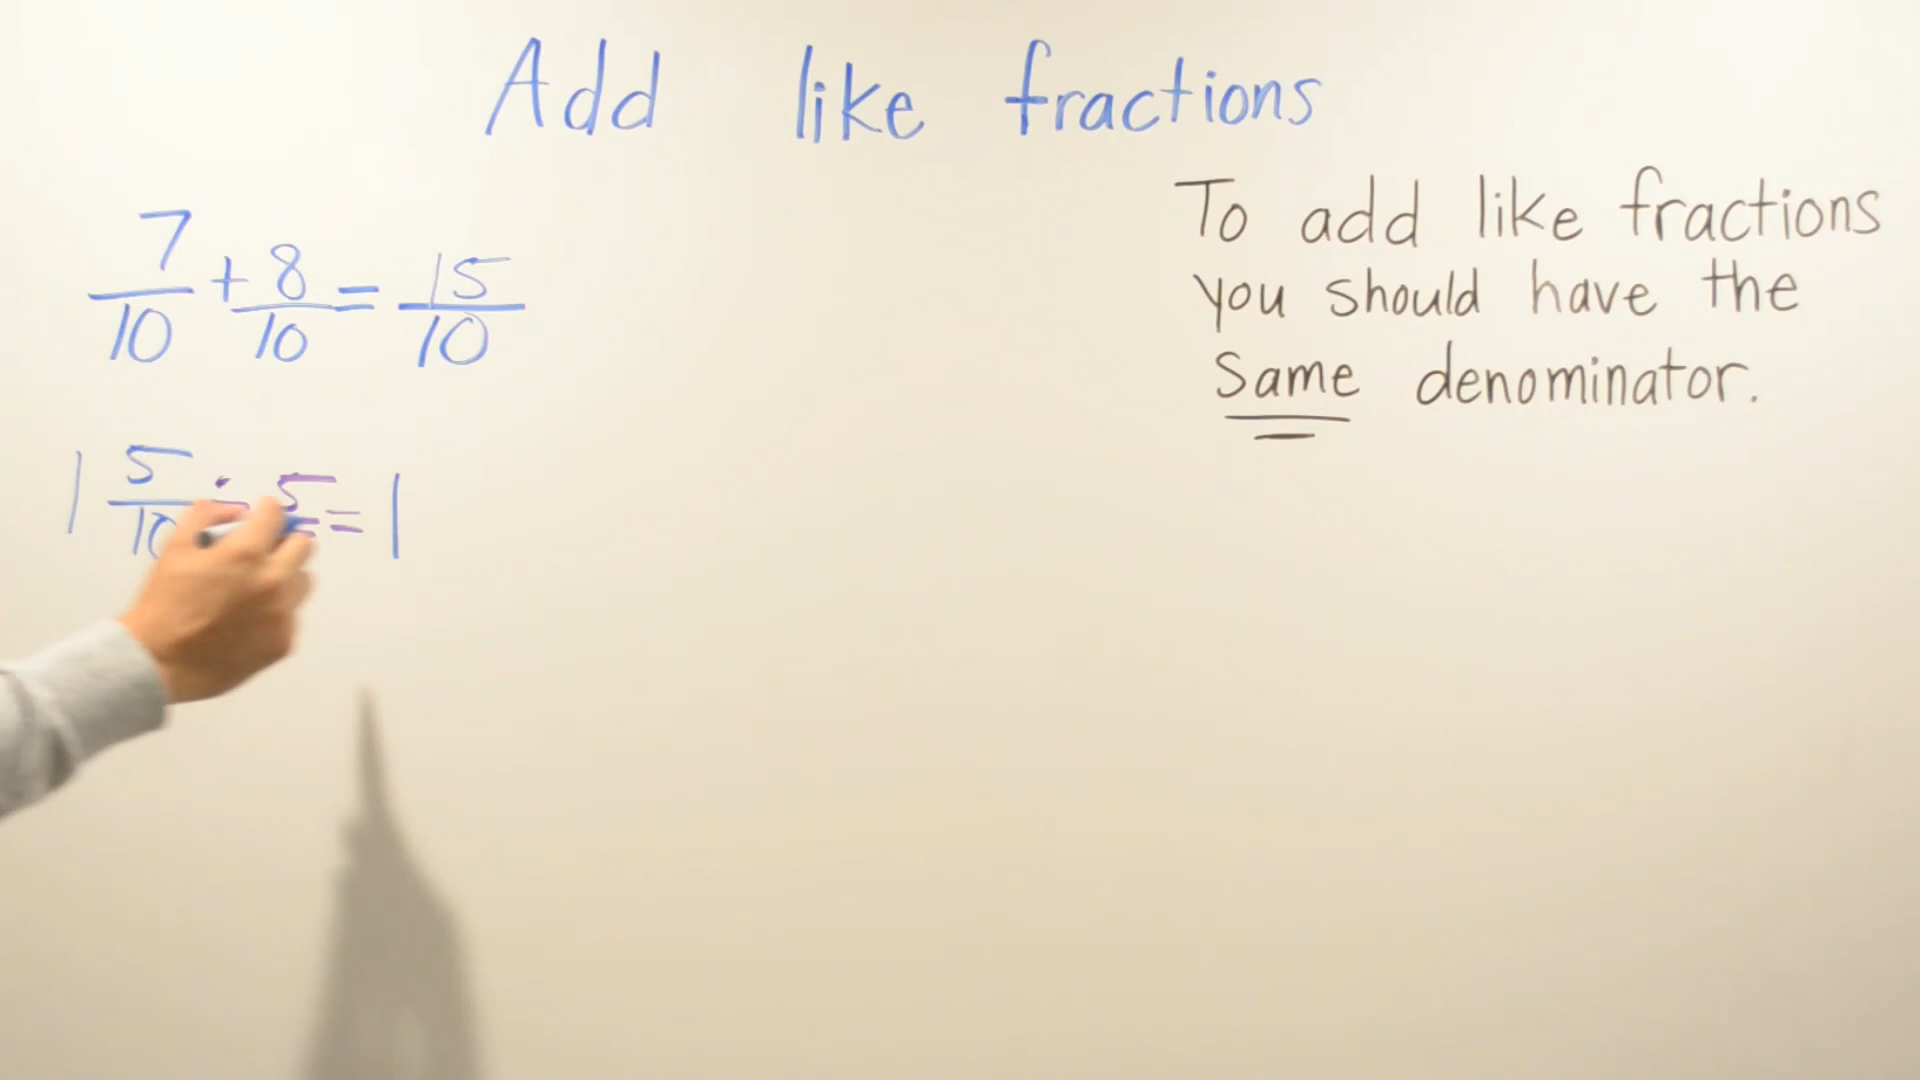 Add like fractions
To add like fractions
you should have the
same denominator.
7/10 + 8/10 = 15/10
1 5/10 ÷ 5 = 1